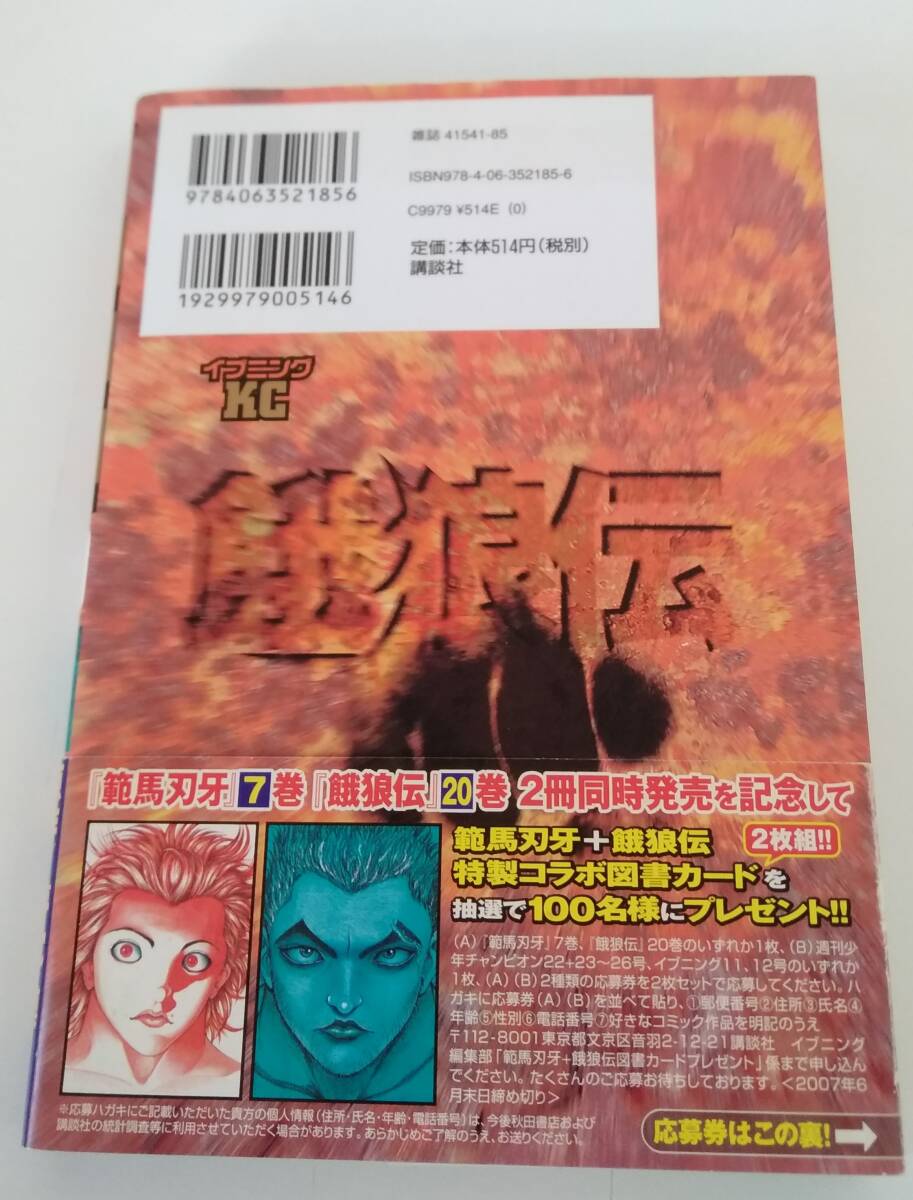 9784063521856
1929979005146
雑誌 41541-85
ISBN978-4-06-352185-6
C9979 ¥514E (0)
定価:本体514円(税別)
講談社
イブニング
KC
餓狼伝
『範馬刃牙』7巻『餓狼伝』20巻 2冊同時発売を記念して
範馬刃牙+餓狼伝
2枚組!!
特製コラボ図書カードを
抽選で100名様にプレゼント!!
(A)『範馬刃牙』7巻、『餓狼伝』20巻のいずれか1枚、(B)週刊少
年チャンピオン22+23〜26号、イブニング11、12号のいずれか
1枚、(A)(B)2種類の応募券を2枚セットで応募してください。ハ
ガキに応募券(A)(B)を並べて貼り、①郵便番号②住所③氏名④
年齢⑤性別⑥電話番号⑦好きなコミック作品を明記のうえ
〒112-8001東京都文京区音羽2-12-21講談社 イブニング
編集部「範馬刃牙+餓狼伝図書カードプレゼント」係まで申し込ん
でください。たくさんのご応募お待ちしております。<2007年6
月末日締め切り>
※応募ハガキにご記載いただいた貴方の個人情報(住所・氏名・年齢・電話番号)は、今後秋田書店および
講談社の統計調査等に利用させていただく場合があります。あらかじめご了解のうえ、お送りください。
応募券はこの裏!